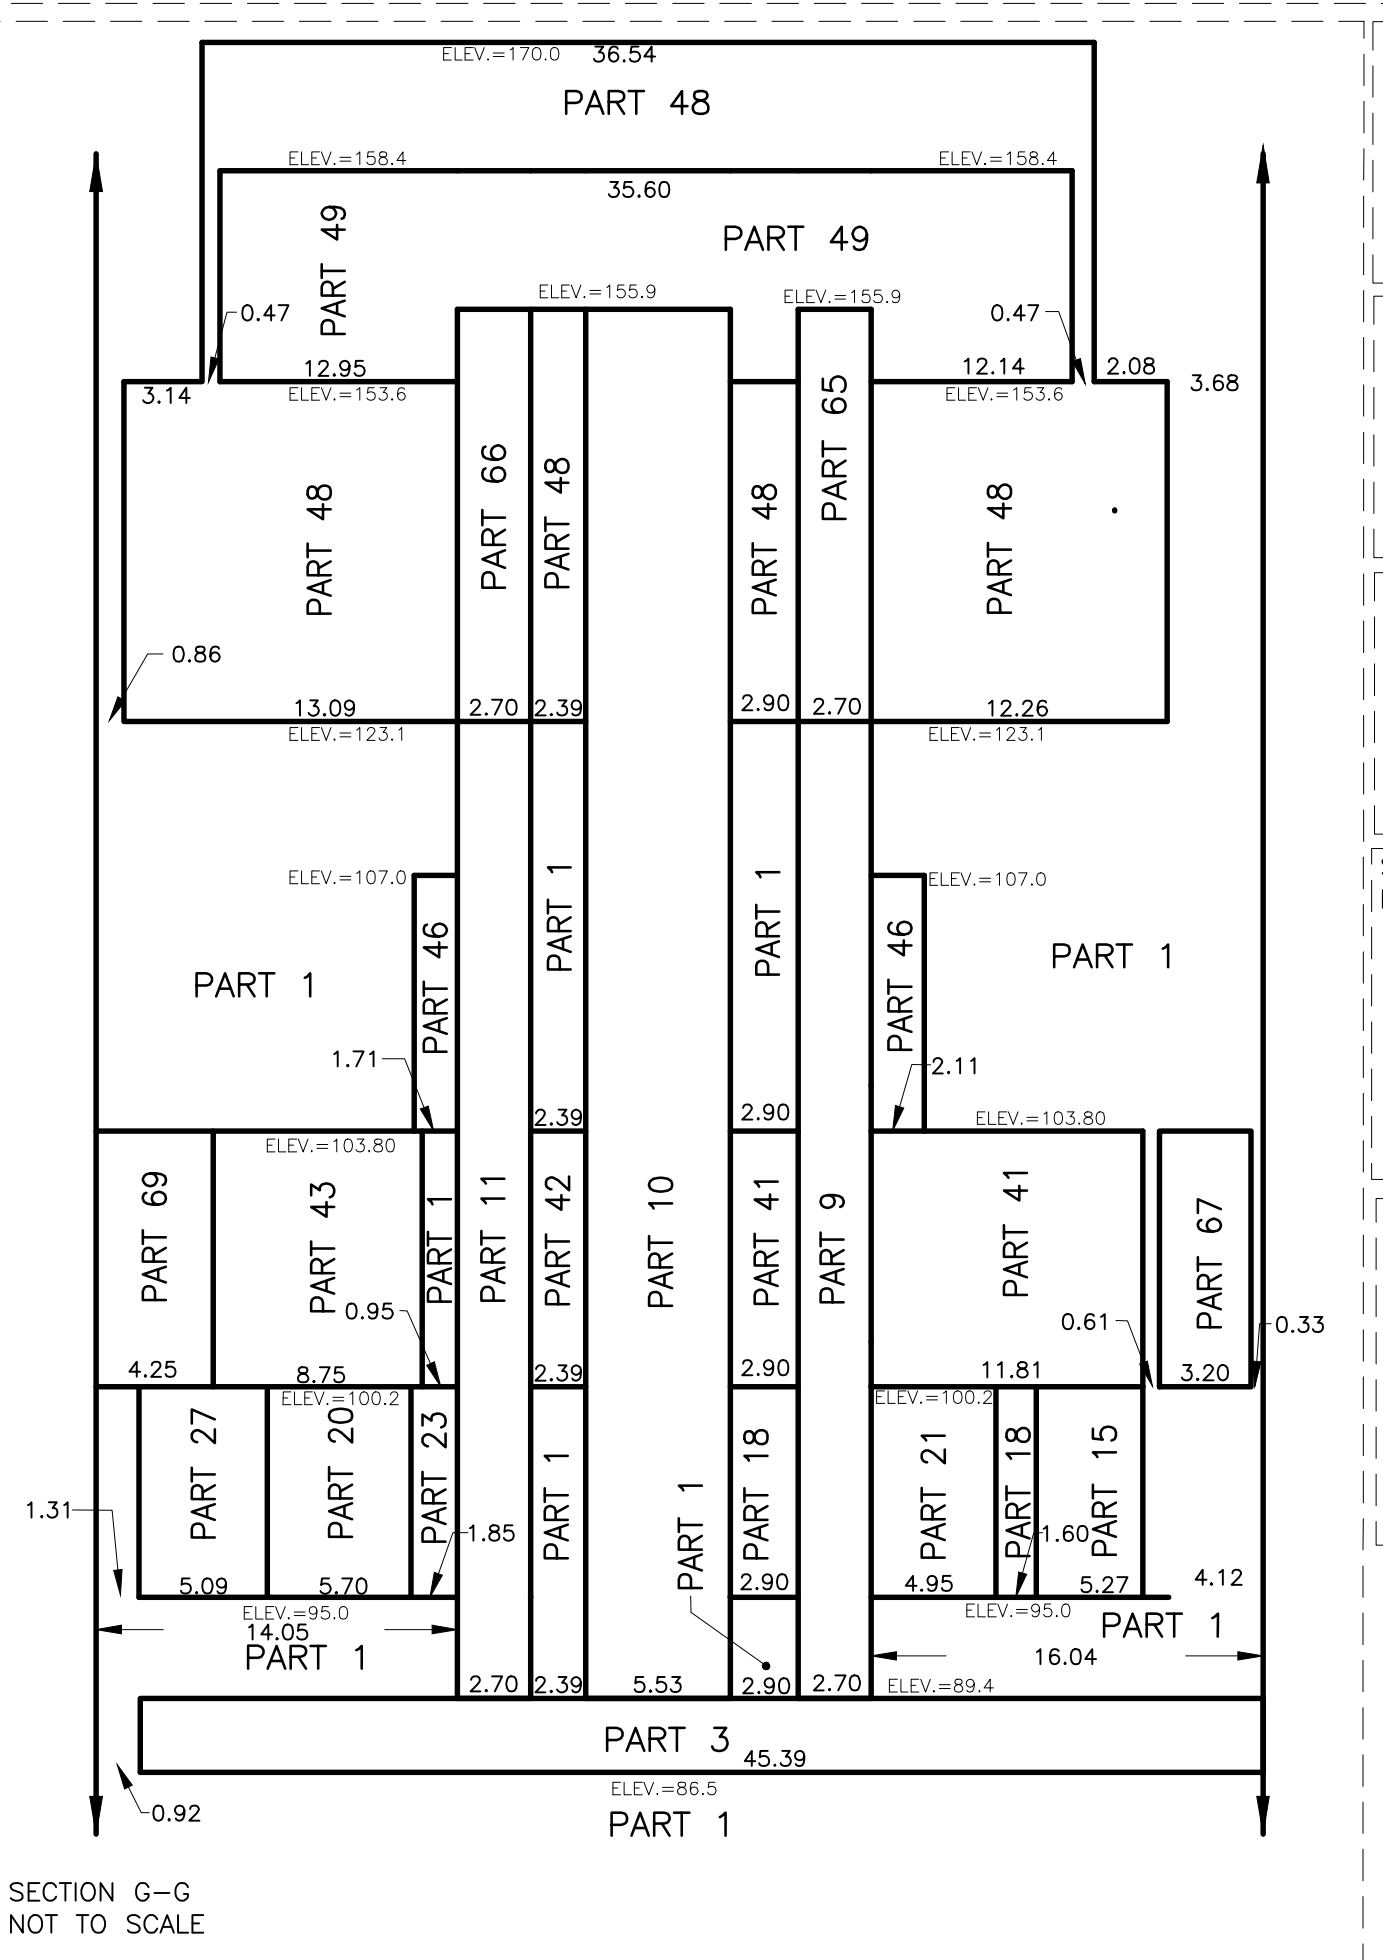 ELEV.=170.0 36.54
PART 48
ELEV.=158.4 ELEV.=158.4
35.60
PART 49
PART 49
ELEV.=155.9 ELEV.=155.9
0.47 0.47
12.95 12.14 2.08
3.14 ELEV.=153.6 ELEV.=153.6 3.68
PART 48
PART 66
PART 48
PART 48
PART 65
PART 48
0.86
13.09 2.70 2.39 2.90 2.70 12.26
ELEV.=123.1 ELEV.=123.1
ELEV.=107.0 ELEV.=107.0
PART 1
PART 46
PART 1
PART 1
PART 46
PART 1
1.71 2.11
2.39 2.90
ELEV.=103.80
ELEV.=103.80
PART 69
PART 43
PART 1
PART 11
PART 42
PART 10
PART 41
PART 9
PART 41
PART 67
0.95 0.61 0.33
4.25 8.75 2.39 2.90 11.81 3.20
ELEV.=100.2 ELEV.=100.2
PART 27
PART 20
PART 23
PART 1
PART 1
PART 18
PART 21
PART 18
PART 15
1.31 1.85 1.60
5.09 5.70 2.90 4.95 5.27 4.12
ELEV.=95.0 ELEV.=95.0
14.05 PART 1
PART 1 16.04
2.70 2.39 5.53 2.90 2.70 ELEV.=89.4
PART 3 45.39
ELEV.=86.5
0.92 PART 1
SECTION G-G
NOT TO SCALE